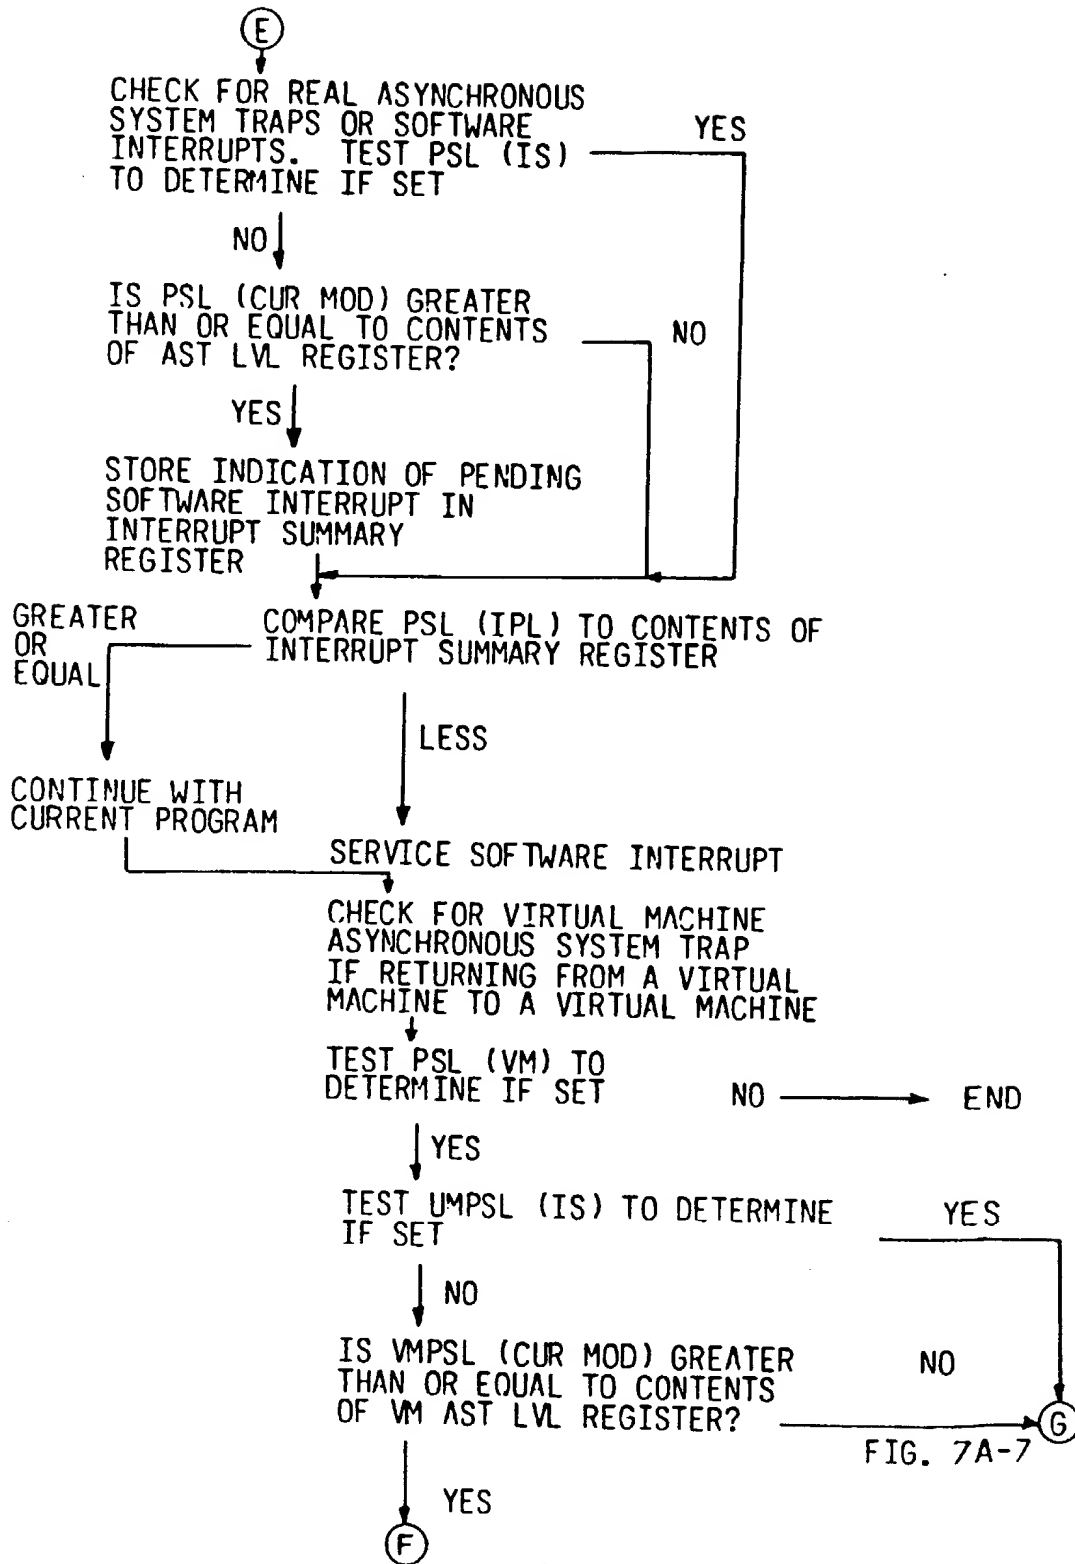 E
CHECK FOR REAL ASYNCHRONOUS
SYSTEM TRAPS OR SOFTWARE
INTERRUPTS. TEST PSL (IS)
TO DETERMINE IF SET
YES
NO
IS PSL (CUR MOD) GREATER
THAN OR EQUAL TO CONTENTS
OF AST LVL REGISTER?
NO
YES
STORE INDICATION OF PENDING
SOFTWARE INTERRUPT IN
INTERRUPT SUMMARY
REGISTER
GREATER
OR
EQUAL
COMPARE PSL (IPL) TO CONTENTS OF
INTERRUPT SUMMARY REGISTER
LESS
CONTINUE WITH
CURRENT PROGRAM
SERVICE SOFTWARE INTERRUPT
CHECK FOR VIRTUAL MACHINE
ASYNCHRONOUS SYSTEM TRAP
IF RETURNING FROM A VIRTUAL
MACHINE TO A VIRTUAL MACHINE
TEST PSL (VM) TO
DETERMINE IF SET
NO
END
YES
TEST UMPSL (IS) TO DETERMINE
IF SET
YES
NO
IS VMPSL (CUR MOD) GREATER
THAN OR EQUAL TO CONTENTS
OF VM AST LVL REGISTER?
NO
G
FIG. 7A-7
YES
F